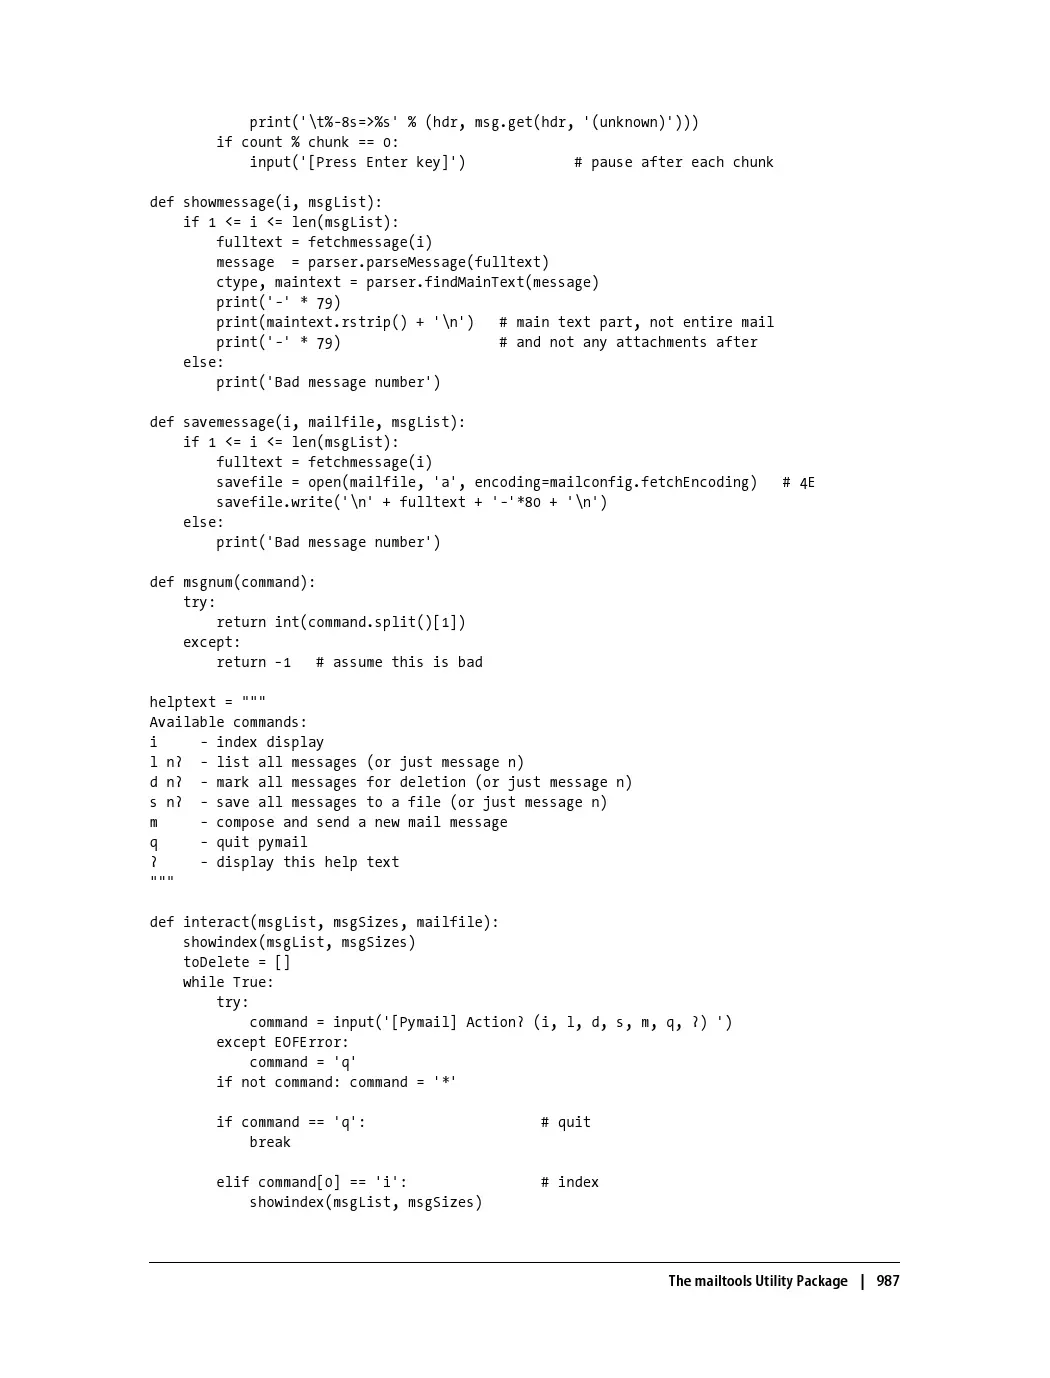 print('\t%-8s=>%s' % (hdr, msg.get(hdr, '(unknown)')))
        if count % chunk == 0:
            input('[Press Enter key]')             # pause after each chunk

def showmessage(i, msgList):
    if 1 <= i <= len(msgList):
        fulltext = fetchmessage(i)
        message  = parser.parseMessage(fulltext)
        ctype, maintext = parser.findMainText(message)
        print('-' * 79)
        print(maintext.rstrip() + '\n')   # main text part, not entire mail
        print('-' * 79)                   # and not any attachments after
    else:
        print('Bad message number')

def savemessage(i, mailfile, msgList):
    if 1 <= i <= len(msgList):
        fulltext = fetchmessage(i)
        savefile = open(mailfile, 'a', encoding=mailconfig.fetchEncoding)   # 4E
        savefile.write('\n' + fulltext + '-'*80 + '\n')
    else:
        print('Bad message number')

def msgnum(command):
    try:
        return int(command.split()[1])
    except:
        return -1   # assume this is bad

helptext = """
Available commands:
i     - index display
l n?  - list all messages (or just message n)
d n?  - mark all messages for deletion (or just message n)
s n?  - save all messages to a file (or just message n)
m     - compose and send a new mail message
q     - quit pymail
?     - display this help text
"""

def interact(msgList, msgSizes, mailfile):
    showindex(msgList, msgSizes)
    toDelete = []
    while True:
        try:
            command = input('[Pymail] Action? (i, l, d, s, m, q, ?) ')
        except EOFError:
            command = 'q'
        if not command: command = '*'

        if command == 'q':                     # quit
            break

        elif command[0] == 'i':                # index
            showindex(msgList, msgSizes)

The mailtools Utility Package | 987